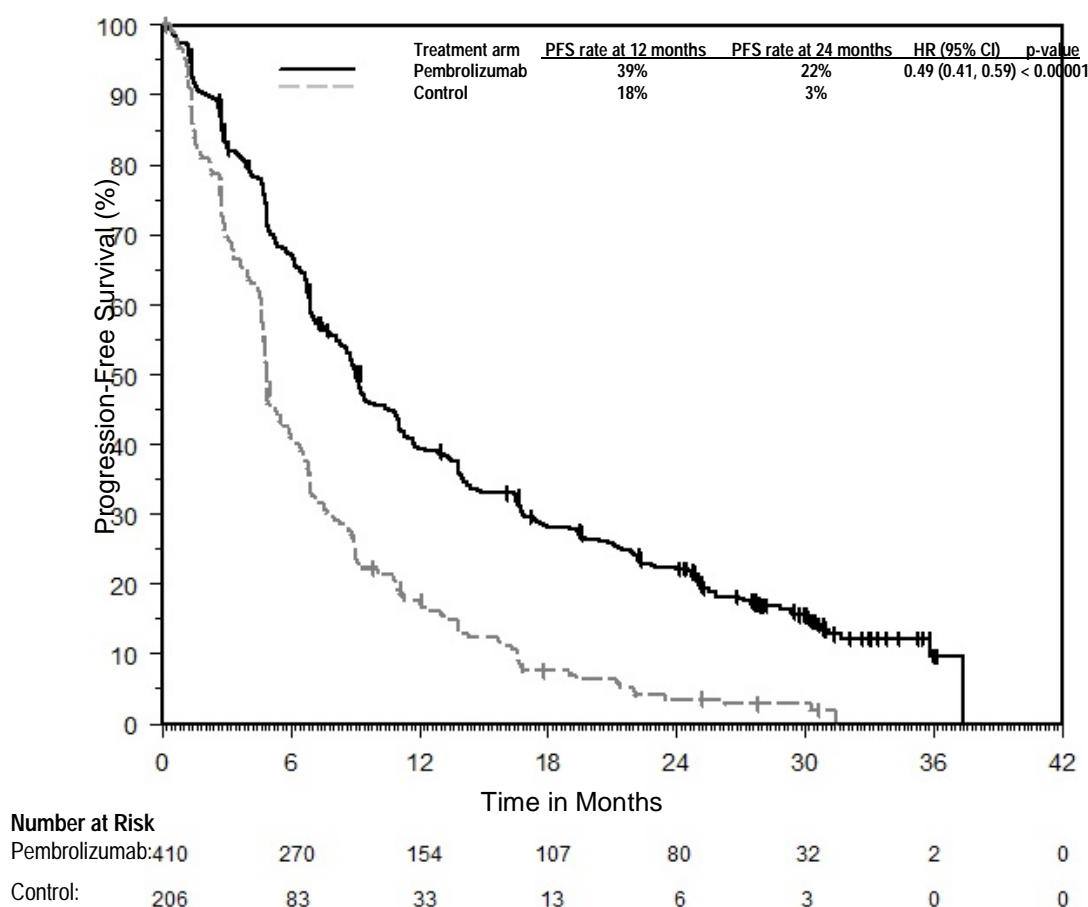 Treatment arm PFS rate at 12 months PFS rate at 24 months HR (95% CI) p-value
Pembrolizumab 39% 22% 0.49 (0.41, 0.59) < 0.00001
Control 18% 3%
Progression-Free Survival (%)
100
90
80
70
60
50
40
30
20
10
0
0 6 12 18 24 30 36 42
Time in Months
Number at Risk
Pembrolizumab: 410 270 154 107 80 32 2 0
Control: 206 83 33 13 6 3 0 0